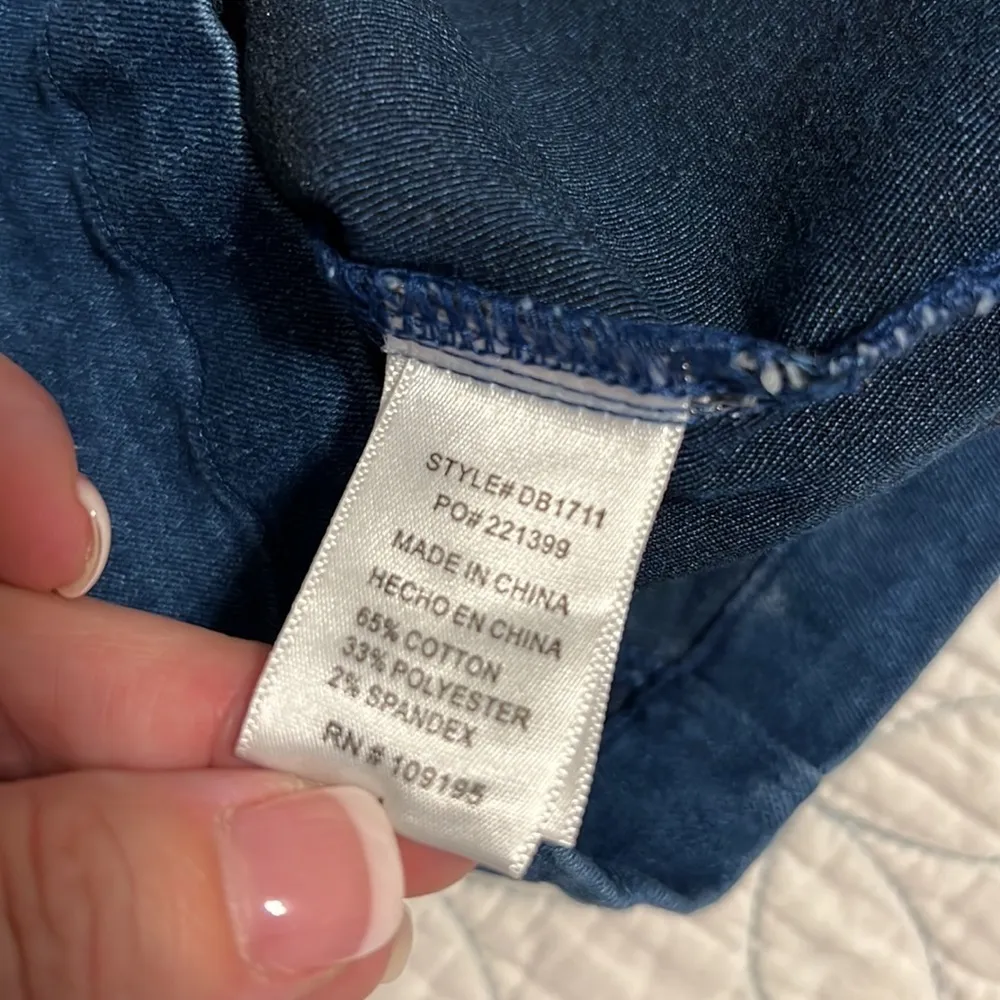 STYLE# DB1711
PO# 221399
MADE IN CHINA
HECHO EN CHINA
65% COTTON
33% POLYESTER
2% SPANDEX
RN # 109195